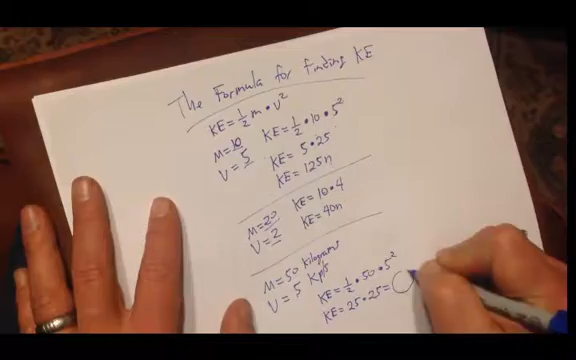 The Formula for Finding KE
KE = ½ m • v²
M = 10
V = 5
KE = ½ • 10 • 5²
KE = 5 • 25
KE = 125n
M = 20
V = 2
KE = 10 • 4
KE = 40n
M = 50 kilograms
V = 5 Kp/s
KE = ½ • 50 • 5²
KE = 25 • 25 =